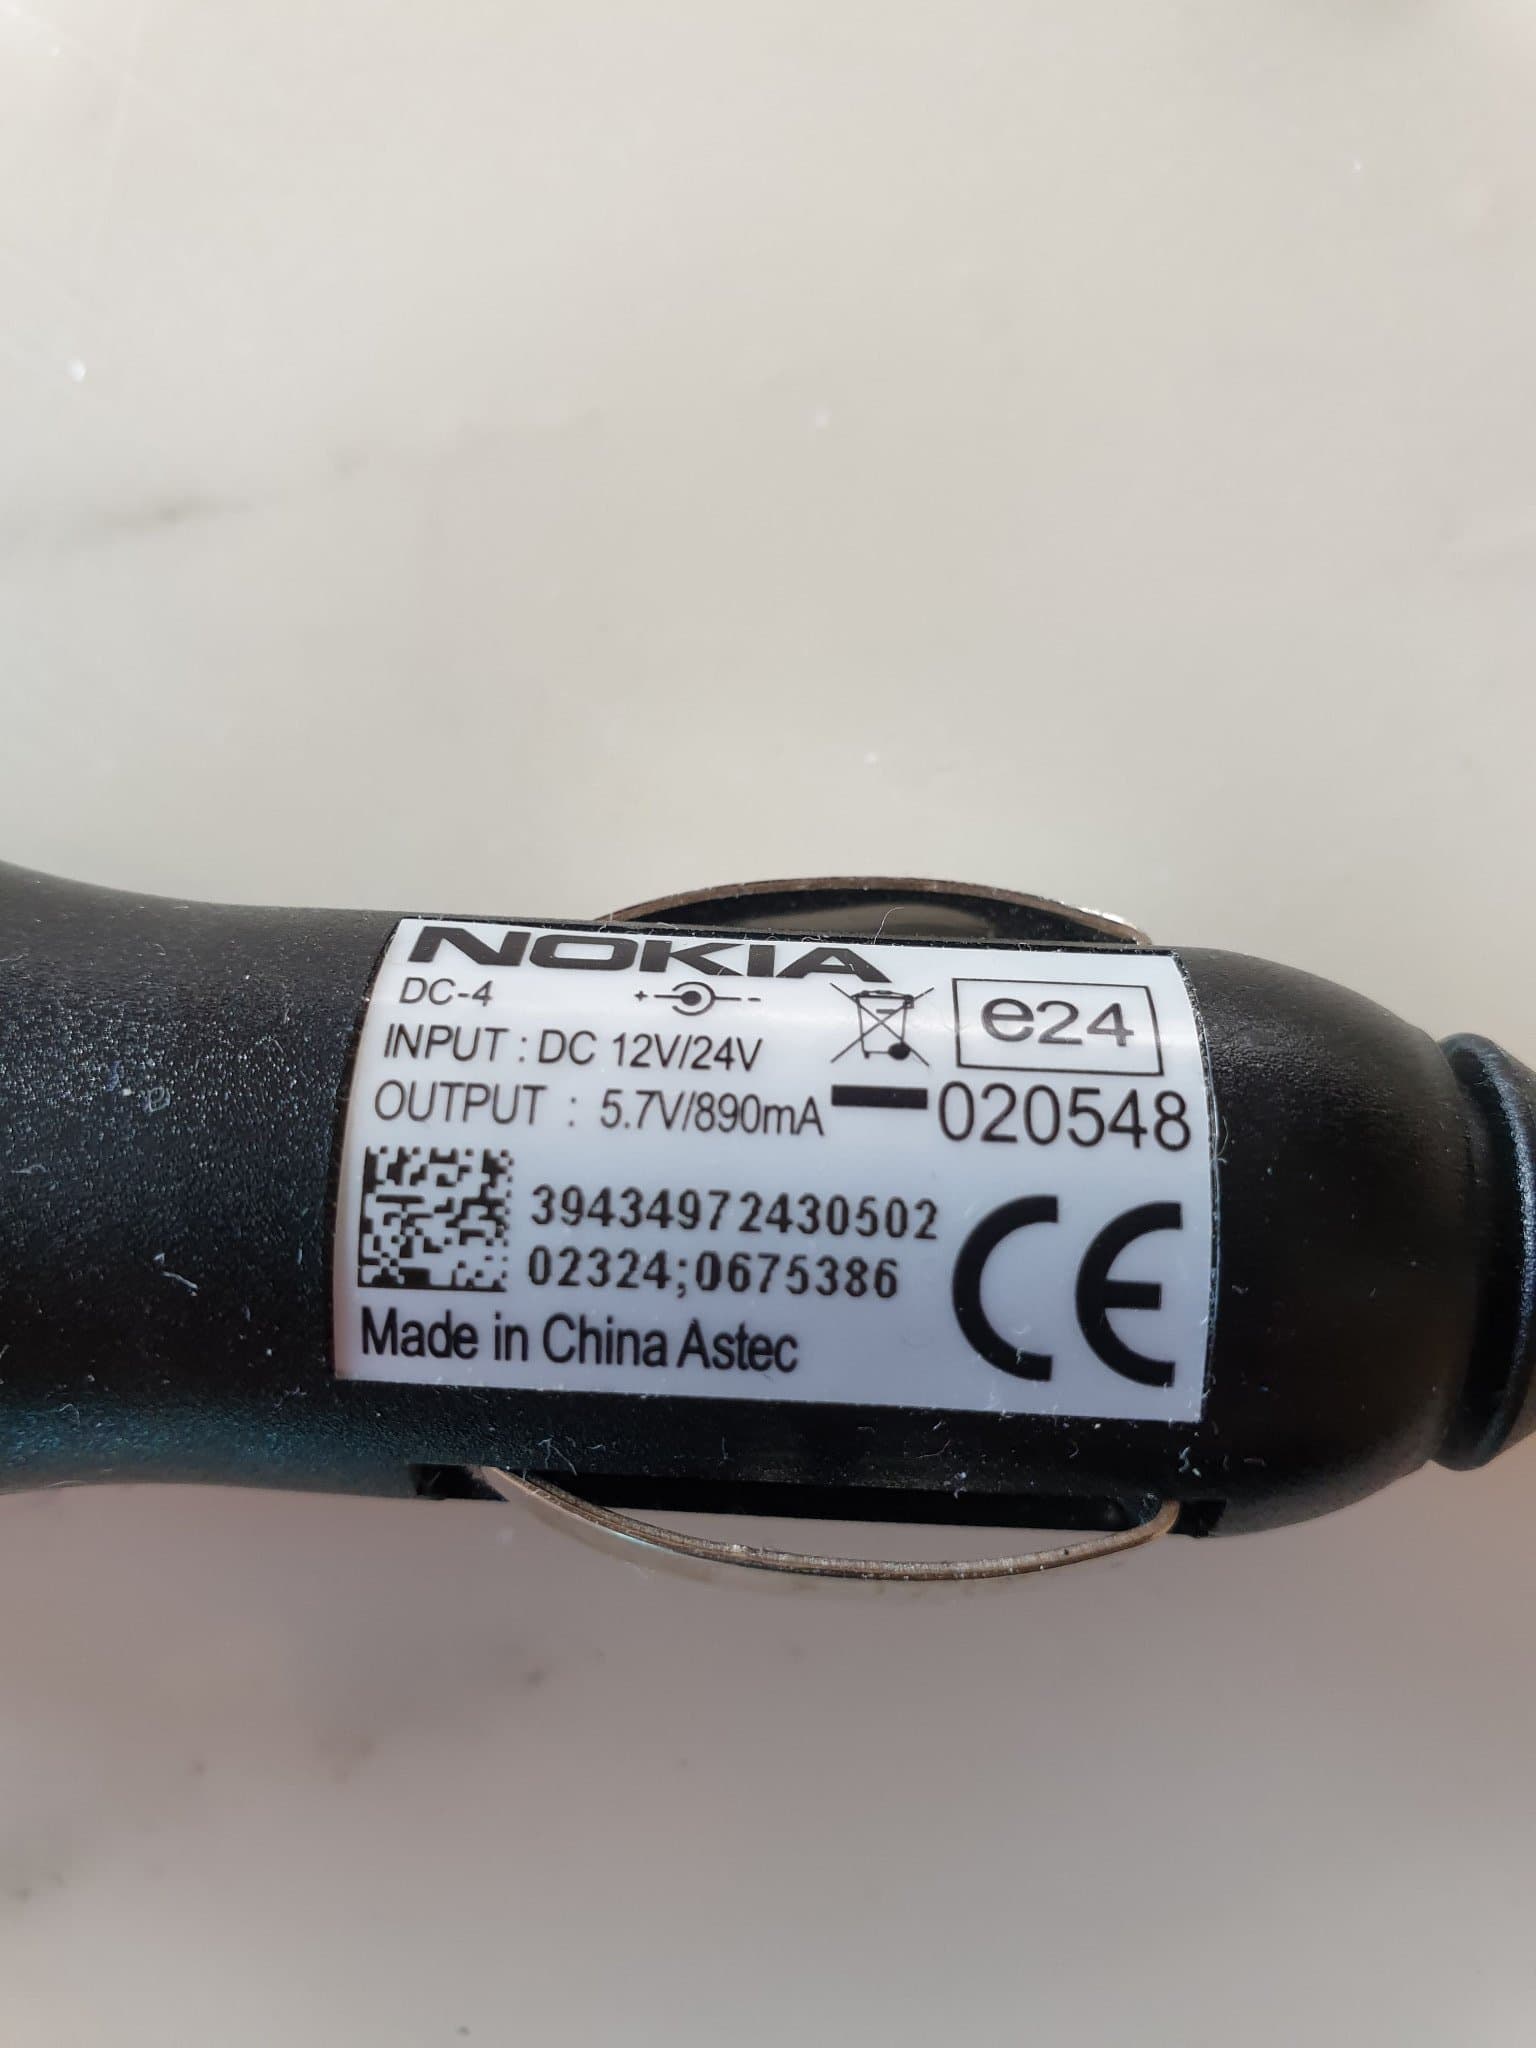 NOKIA
DC-4 + - e24
INPUT : DC 12V/24V
OUTPUT : 5.7V/890mA 020548
39434972430502
02324;0675386
CE
Made in China Astec